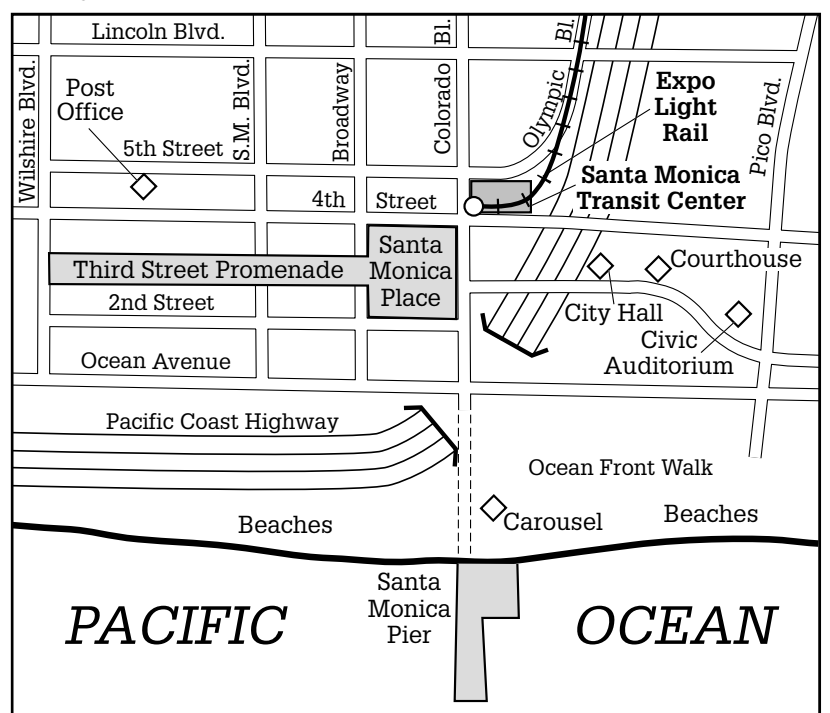 Lincoln Blvd.
Bl.
Bl.
Wilshire Blvd.
Post
Office
S.M. Blvd.
Broadway
Colorado
Olympic
Expo
Light
Rail
Pico Blvd.
5th Street
Santa Monica
Transit Center
4th Street
Santa
Monica
Place
Third Street Promenade
Courthouse
2nd Street
City Hall
Civic
Auditorium
Ocean Avenue
Pacific Coast Highway
Ocean Front Walk
Carousel
Beaches
Beaches
Santa
Monica
Pier
PACIFIC
OCEAN